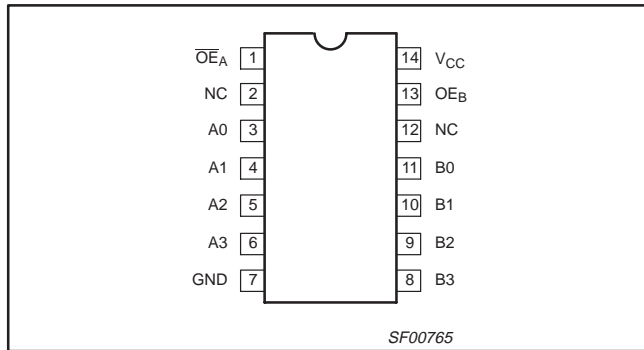 O̅E̅A 1 14 VCC
NC 2 13 OEB
A0 3 12 NC
A1 4 11 B0
A2 5 10 B1
A3 6 9 B2
GND 7 8 B3
SF00765